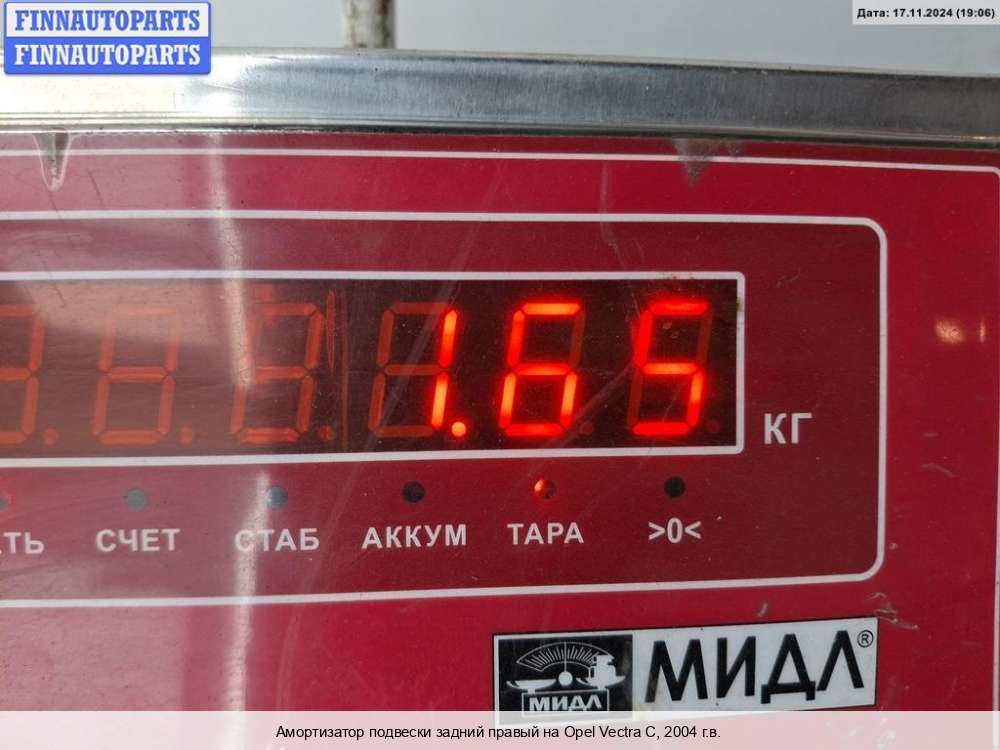 FINNAUTOPARTS
FINNAUTOPARTS
Дата: 17.11.2024 (19:06)
1.65
КГ
СЧЕТ СТАБ АККУМ ТАРА >0<
МИДЛ МИДЛ®
Амортизатор подвески задний правый на Opel Vectra C, 2004 г.в.